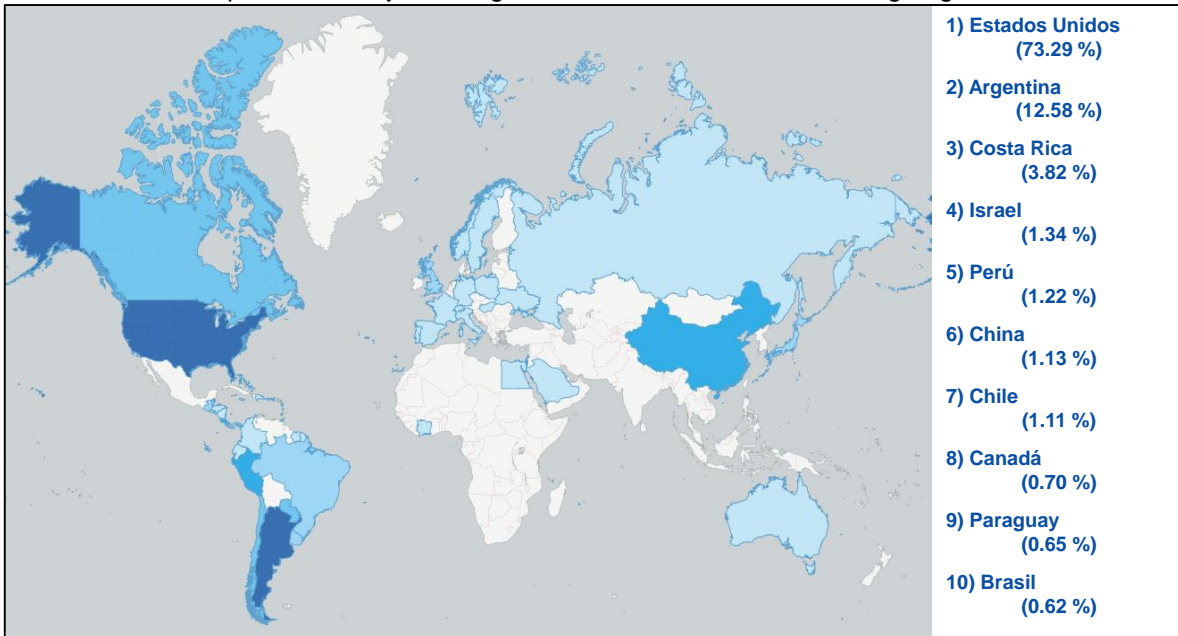 1) Estados Unidos
(73.29 %)
2) Argentina
(12.58 %)
3) Costa Rica
(3.82 %)
4) Israel
(1.34 %)
5) Perú
(1.22 %)
6) China
(1.13 %)
7) Chile
(1.11 %)
8) Canadá
(0.70 %)
9) Paraguay
(0.65 %)
10) Brasil
(0.62 %)